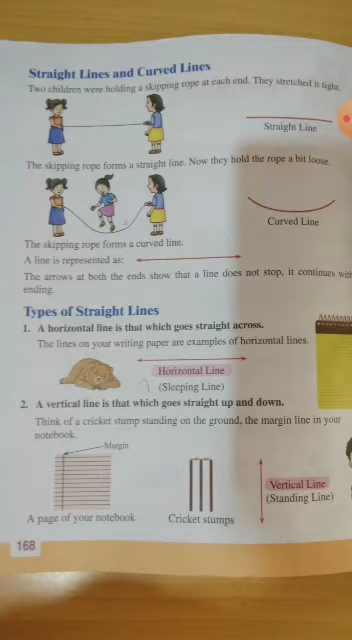 Straight Lines and Curved Lines
Two children were holding a skipping rope at each end. They stretched it tight.
Straight Line
The skipping rope forms a straight line. Now they hold the rope a bit loose.
Curved Line
The skipping rope forms a curved line.
A line is represented as:
The arrows at both the ends show that a line does not stop, it continues with
ending.
Types of Straight Lines
1. A horizontal line is that which goes straight across.
The lines on your writing paper are examples of horizontal lines.
Horizontal Line
(Sleeping Line)
2. A vertical line is that which goes straight up and down.
Think of a cricket stump standing on the ground, the margin line in your
notebook.
Margin
Vertical Line
(Standing Line)
A page of your notebook
Cricket stumps
168